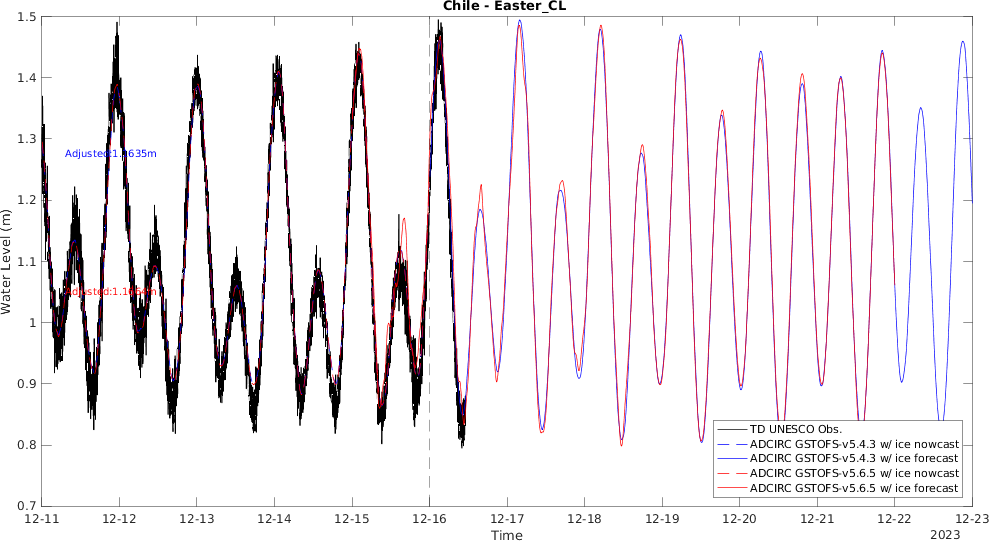 Chile - Easter_CL
Water Level (m)
1.5
1.4
1.3
1.2
1.1
1
0.9
0.8
0.7
Adjusted:
TD UNESCO Obs.
ADCIRC GSTOFS-v5.4.3 w/ ice nowcast
ADCIRC GSTOFS-v5.4.3 w/ ice forecast
ADCIRC GSTOFS-v5.6.5 w/ ice nowcast
ADCIRC GSTOFS-v5.6.5 w/ ice forecast
12-11 12-12 12-13 12-14 12-15 12-16 12-17 12-18 12-19 12-20 12-21 12-22 12-23
Time
2023